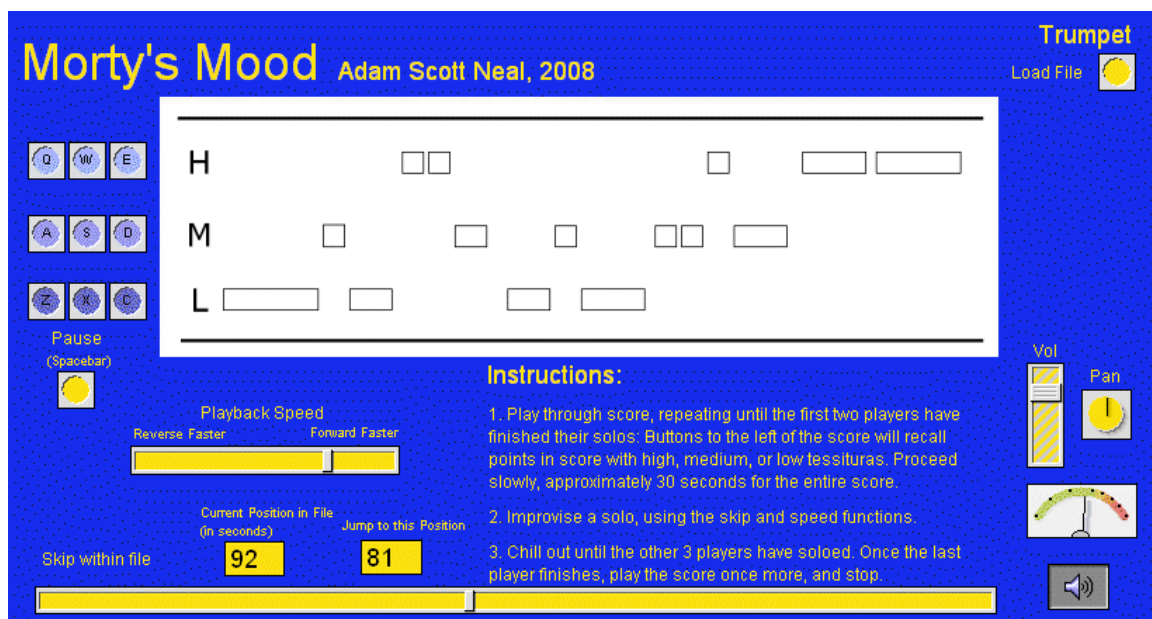 Morty's Mood Adam Scott Neal, 2008
Trumpet
Load File
Q W E
H
A S D
M
Z X C
L
Pause
(Spacebar)
Playback Speed
Reverse Faster Forward Faster
Current Position in File
(in seconds)
Jump to this Position
92 81
Skip within file
Instructions:
1. Play through score, repeating until the first two players have
finished their solos: Buttons to the left of the score will recall
points in score with high, medium, or low tessituras. Proceed
slowly, approximately 30 seconds for the entire score.
2. Improvise a solo, using the skip and speed functions.
3. Chill out until the other 3 players have soloed. Once the last
player finishes, play the score once more, and stop.
Vol
Pan